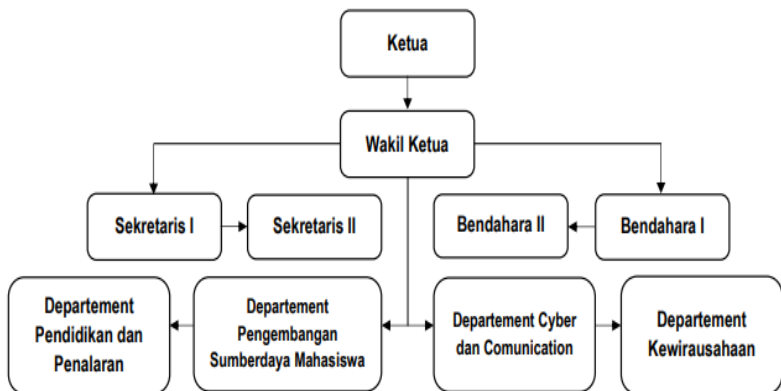 Ketua
Wakil Ketua
Sekretaris I
Sekretaris II
Bendahara II
Bendahara I
Departement
Pendidikan dan
Penalaran
Departement
Pengembangan
Sumberdaya Mahasiswa
Departement Cyber
dan Comunication
Departement
Kewirausahaan